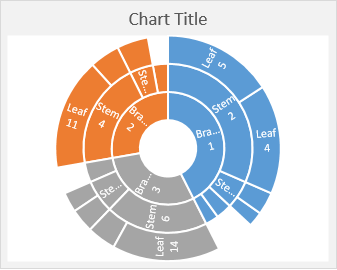 Chart Title
Leaf
5
Stem
2
Leaf
4
Bra...
1
Ste...
Bra...
2
Stem
4
Leaf
11
Ste...
Bra...
3
Ste...
Stem
6
Leaf
14